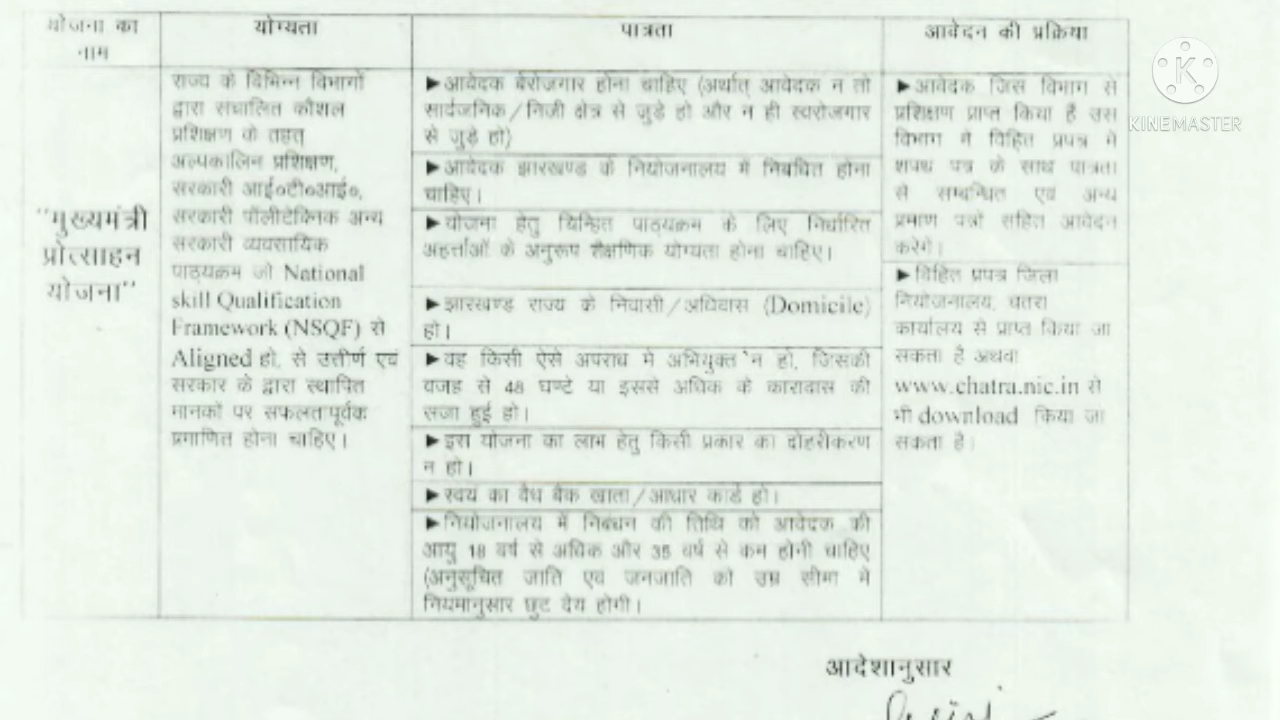 योजना का
नाम
योग्यता
पात्रता
आवेदन की प्रक्रिया
"मुख्यमंत्री
प्रोत्साहन
योजना"
राज्य के विभिन्न विभागों
द्वारा संचालित कौशल
प्रशिक्षण के तहत्
अल्पकालिन प्रशिक्षण,
सरकारी आई०टी०आई०,
सरकारी पॉलीटेक्निक अन्य
सरकारी व्यवसायिक
पाठ्यक्रम जो National
skill Qualification
Framework (NSQF) से
Aligned हो, से उत्तीर्ण एवं
सरकार के द्वारा स्थापित
मानकों पर सफलतापूर्वक
प्रमाणित होना चाहिए।
►आवेदक बेरोजगार होना चाहिए (अर्थात् आवेदक न तो
सार्वजनिक/निजी क्षेत्र से जुड़े हो और न ही स्वरोजगार
से जुड़े हो)
►आवेदक झारखण्ड के नियोजनालय में निबंधित होना
चाहिए।
►योजना हेतु चिन्हित पाठ्यक्रम के लिए निर्धारित
अहर्त्ताओं के अनुरूप शैक्षणिक योग्यता होना चाहिए।
►झारखण्ड राज्य के निवासी/अधिवास (Domicile)
हो।
►वह किसी ऐसे अपराध में अभियुक्त न हो, जिसकी
वजह से 48 घण्टे या इससे अधिक के कारावास की
सजा हुई हो।
►इस योजना का लाभ हेतु किसी प्रकार का दोहरीकरण
न हो।
►स्वयं का वैध बैंक खाता/आधार कार्ड हो।
►नियोजनालय में निबंधन की तिथि को आवेदक की
आयु 18 वर्ष से अधिक और 35 वर्ष से कम होनी चाहिए
(अनुसूचित जाति एवं जनजाति को उम्र सीमा में
नियमानुसार छुट देय होगी।
►आवेदक जिस विभाग से
प्रशिक्षण प्राप्त किया है उस
विभाग में विहित प्रपत्र में
शपथ पत्र के साथ पात्रता
से सम्बन्धित एवं अन्य
प्रमाण पत्रों सहित आवेदन
करेंगे।
►विहित प्रपत्र जिला
नियोजनालय, चतरा
कार्यालय से प्राप्त किया जा
सकता है अथवा
www.chatra.nic.in से
भी download किया जा
सकता है।
आदेशानुसार
K
KINEMASTER